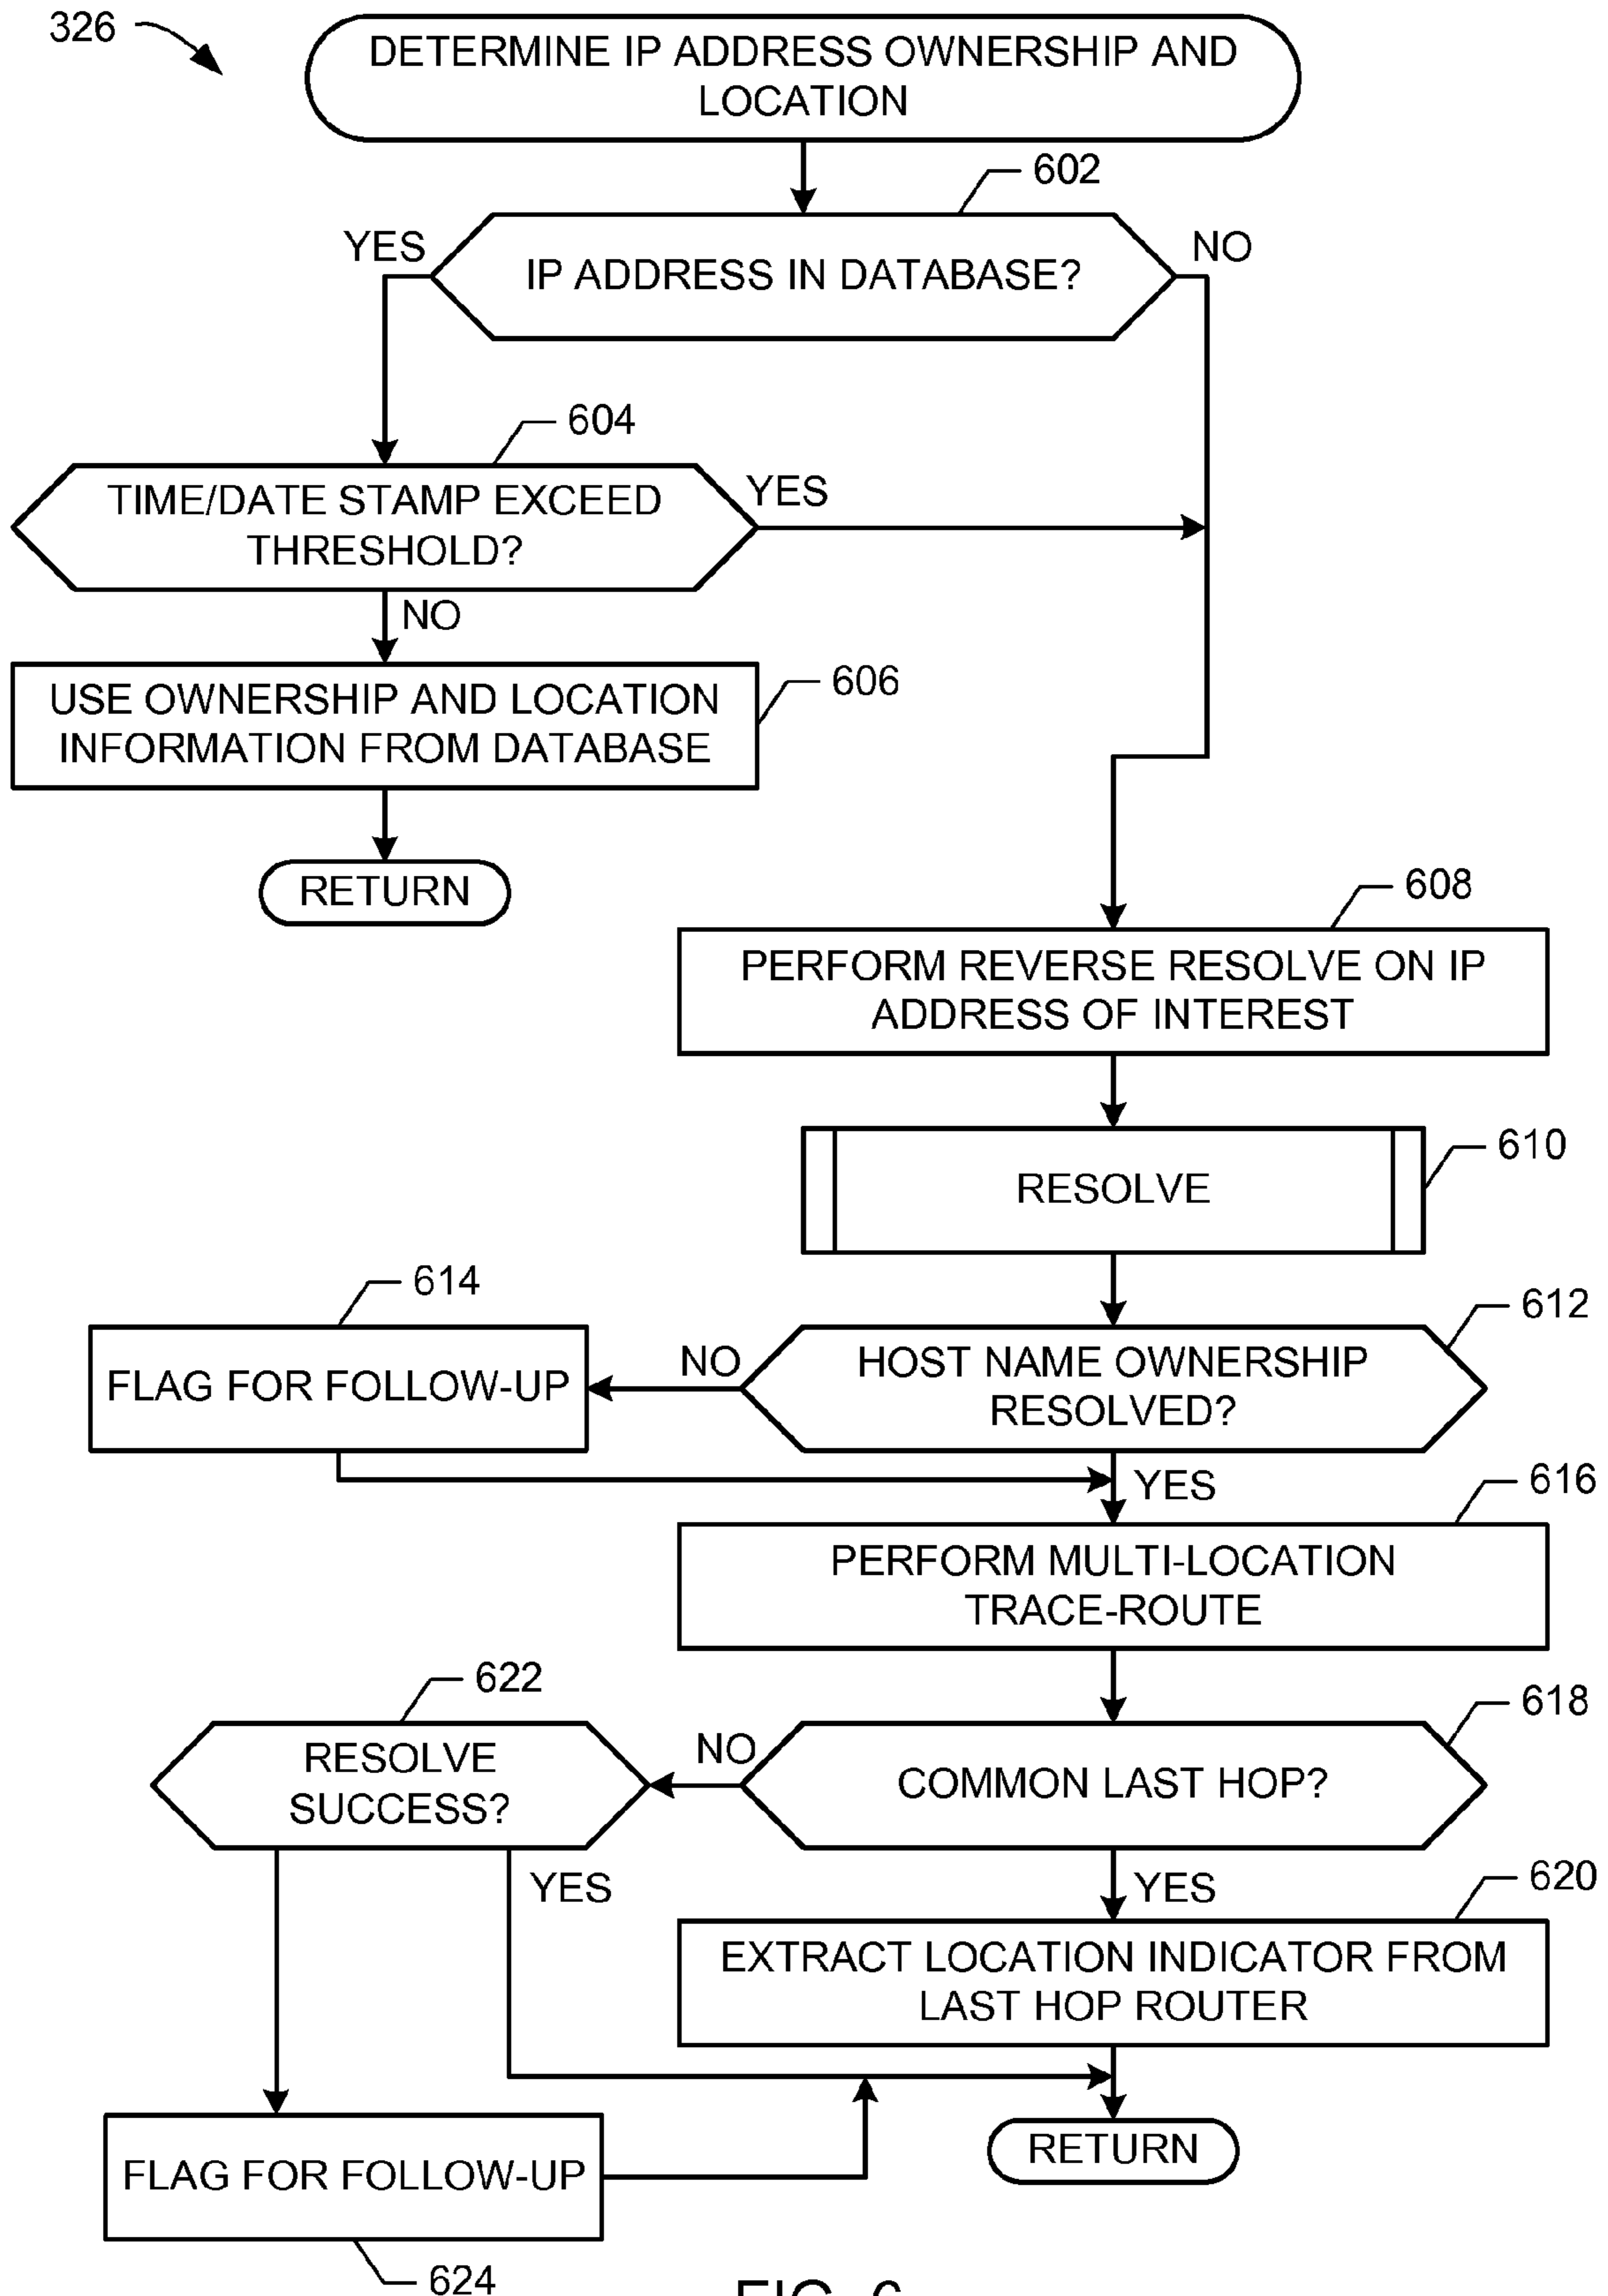 326
DETERMINE IP ADDRESS OWNERSHIP AND
LOCATION
602
YES
NO
IP ADDRESS IN DATABASE?
604
TIME/DATE STAMP EXCEED
THRESHOLD?
YES
NO
USE OWNERSHIP AND LOCATION
INFORMATION FROM DATABASE
606
RETURN
608
PERFORM REVERSE RESOLVE ON IP
ADDRESS OF INTEREST
610
RESOLVE
614
612
FLAG FOR FOLLOW-UP
NO
HOST NAME OWNERSHIP
RESOLVED?
YES
616
PERFORM MULTI-LOCATION
TRACE-ROUTE
622
618
RESOLVE
SUCCESS?
NO
COMMON LAST HOP?
YES
YES
620
EXTRACT LOCATION INDICATOR FROM
LAST HOP ROUTER
RETURN
FLAG FOR FOLLOW-UP
624
FIG. 6